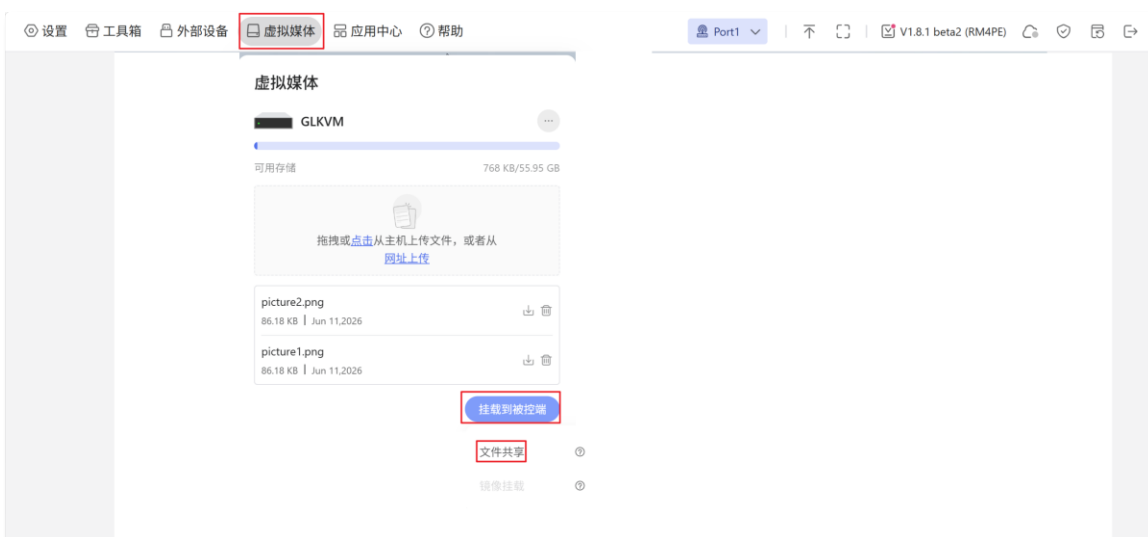 设置 工具箱 外部设备 虚拟媒体 应用中心 帮助 Port1 V1.8.1 beta2 (RM4PE)
虚拟媒体
GLKVM
可用存储 768 KB/55.95 GB
拖拽或点击从主机上传文件，或者从
网址上传
picture2.png
86.18 KB | Jun 11,2026
picture1.png
86.18 KB | Jun 11,2026
挂载到被控端
文件共享
镜像挂载